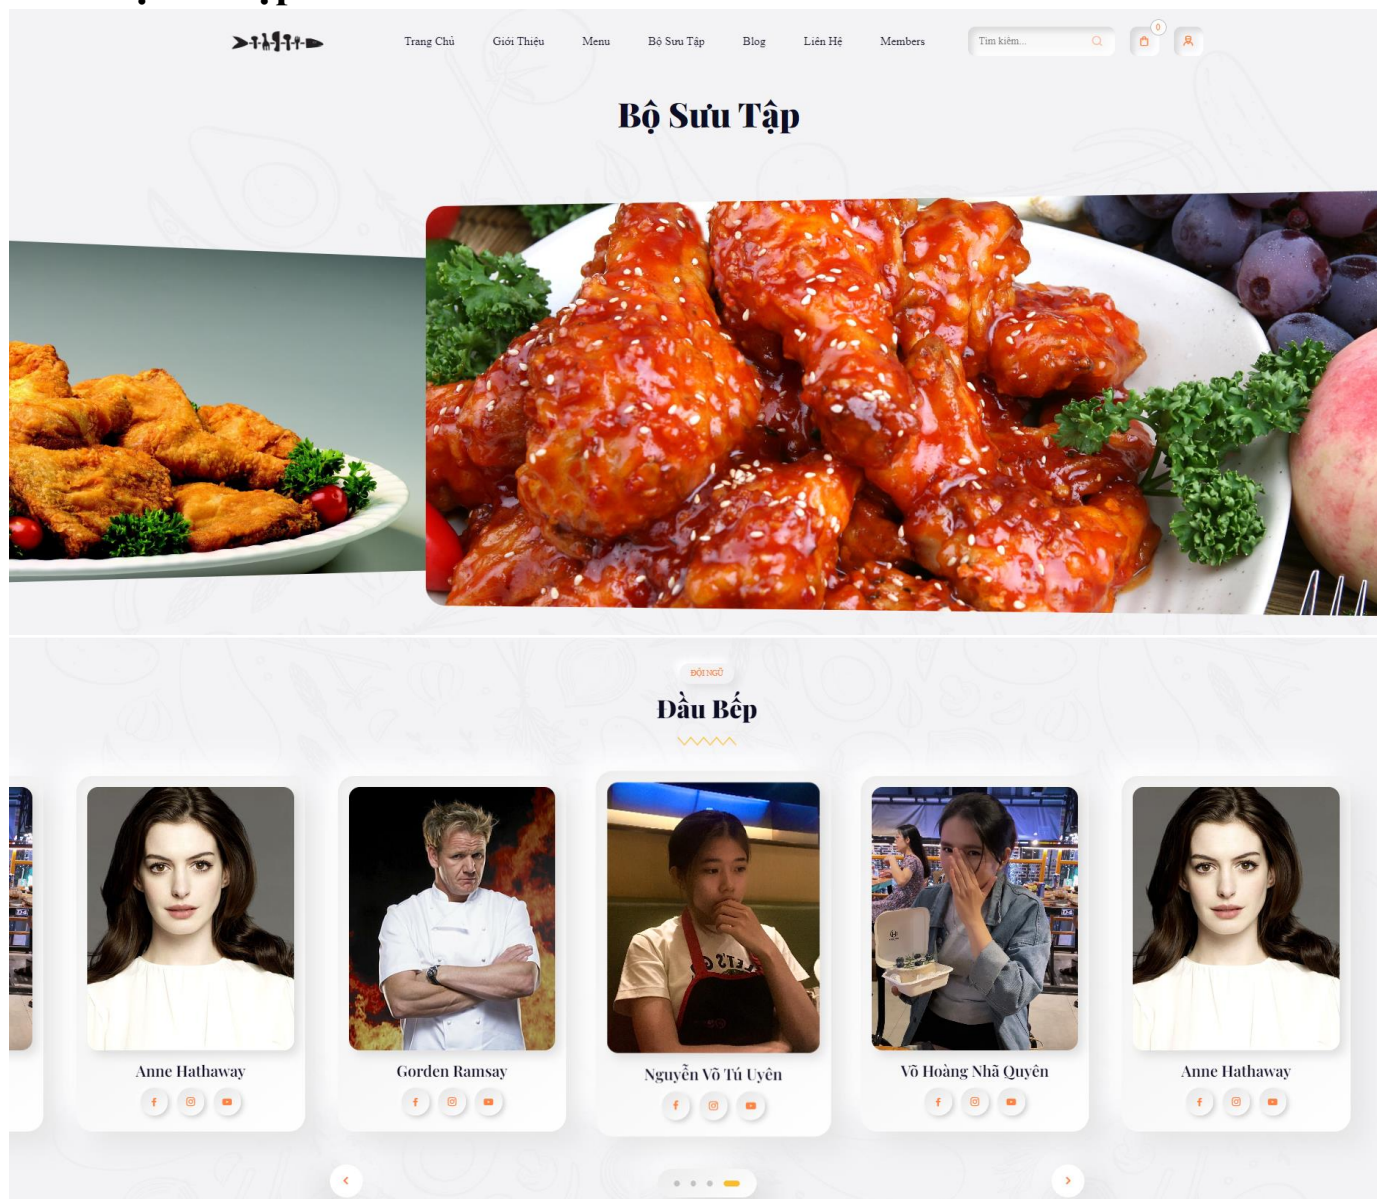 Trang Chủ Giới Thiệu Menu Bộ Sưu Tập Blog Liên Hệ Members Tìm kiếm... 0
Bộ Sưu Tập
ĐỘI NGŨ
Đầu Bếp
Anne Hathaway Gorden Ramsay Nguyễn Võ Tú Uyên Võ Hoàng Nhã Quyên Anne Hathaway